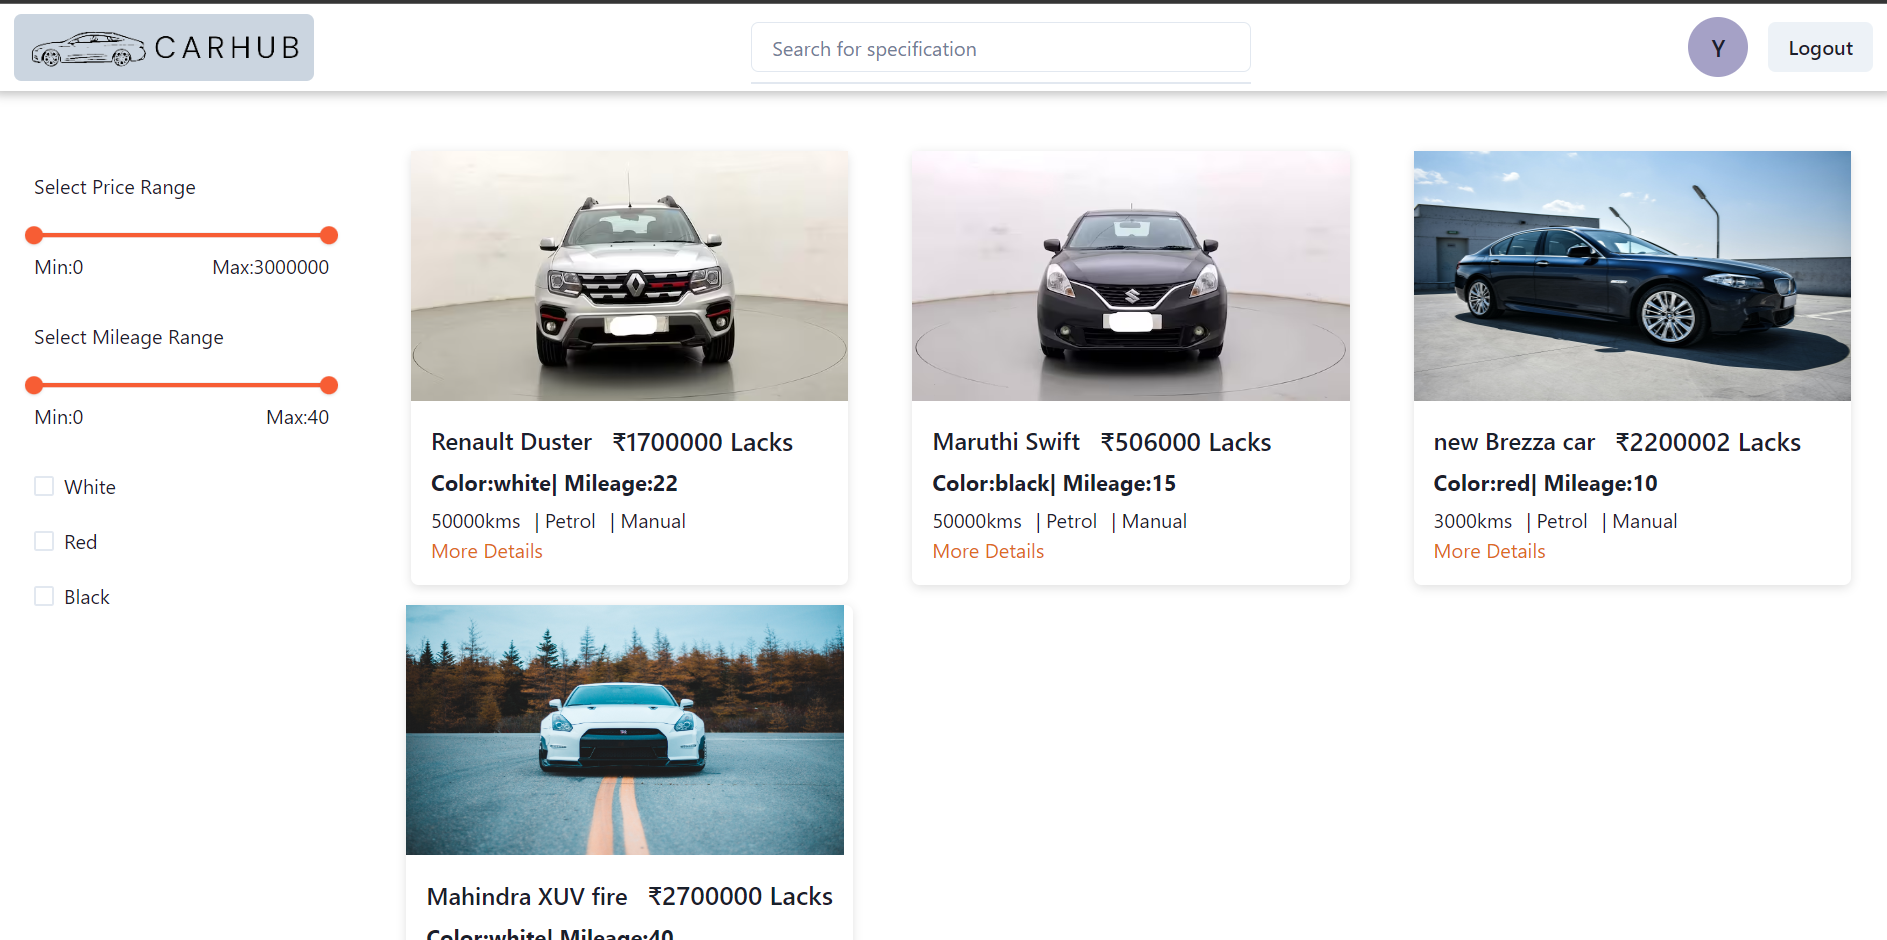 CARHUB
Search for specification
Y
Logout
Select Price Range
Min:0 Max:3000000
Select Mileage Range
Min:0 Max:40
White
Red
Black
Renault Duster ₹1700000 Lacks
Color:white| Mileage:22
50000kms | Petrol | Manual
More Details
Maruthi Swift ₹506000 Lacks
Color:black| Mileage:15
50000kms | Petrol | Manual
More Details
new Brezza car ₹2200002 Lacks
Color:red| Mileage:10
3000kms | Petrol | Manual
More Details
Mahindra XUV fire ₹2700000 Lacks
Color:white| Mileage:40